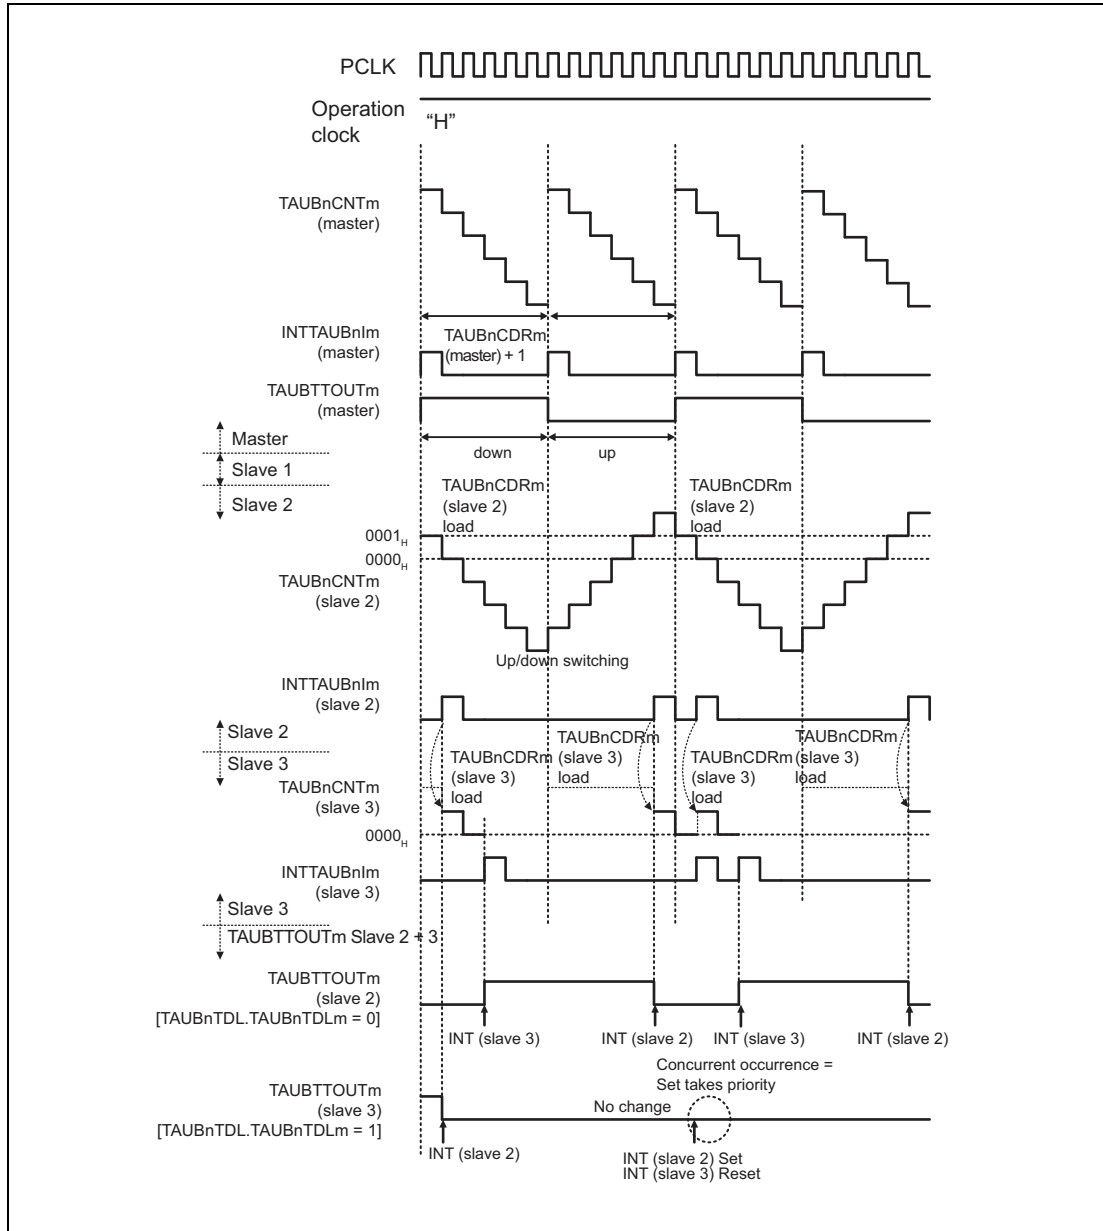 PCLK
Operation
clock
“H”
TAUBnCNTm
(master)
INTTAUBnIm
(master)
TAUBnCDRm
(master) + 1
TAUBTTOUTm
(master)
Master
down
up
Slave 1
Slave 2
TAUBnCDRm
(slave 2)
load
TAUBnCDRm
(slave 2)
load
0001H
0000H
TAUBnCNTm
(slave 2)
Up/down switching
INTTAUBnIm
(slave 2)
Slave 2
Slave 3
TAUBnCDRm
(slave 3)
load
TAUBnCDRm
(slave 3)
load
TAUBnCDRm
(slave 3)
load
TAUBnCDRm
(slave 3)
load
TAUBnCNTm
(slave 3)
0000H
INTTAUBnIm
(slave 3)
Slave 3
TAUBTTOUTm Slave 2 + 3
TAUBTTOUTm
(slave 2)
[TAUBnTDL.TAUBnTDLm = 0]
INT (slave 3)
INT (slave 2)
INT (slave 3)
INT (slave 2)
Concurrent occurrence =
Set takes priority
TAUBTTOUTm
(slave 3)
[TAUBnTDL.TAUBnTDLm = 1]
No change
INT (slave 2)
INT (slave 2) Set
INT (slave 3) Reset